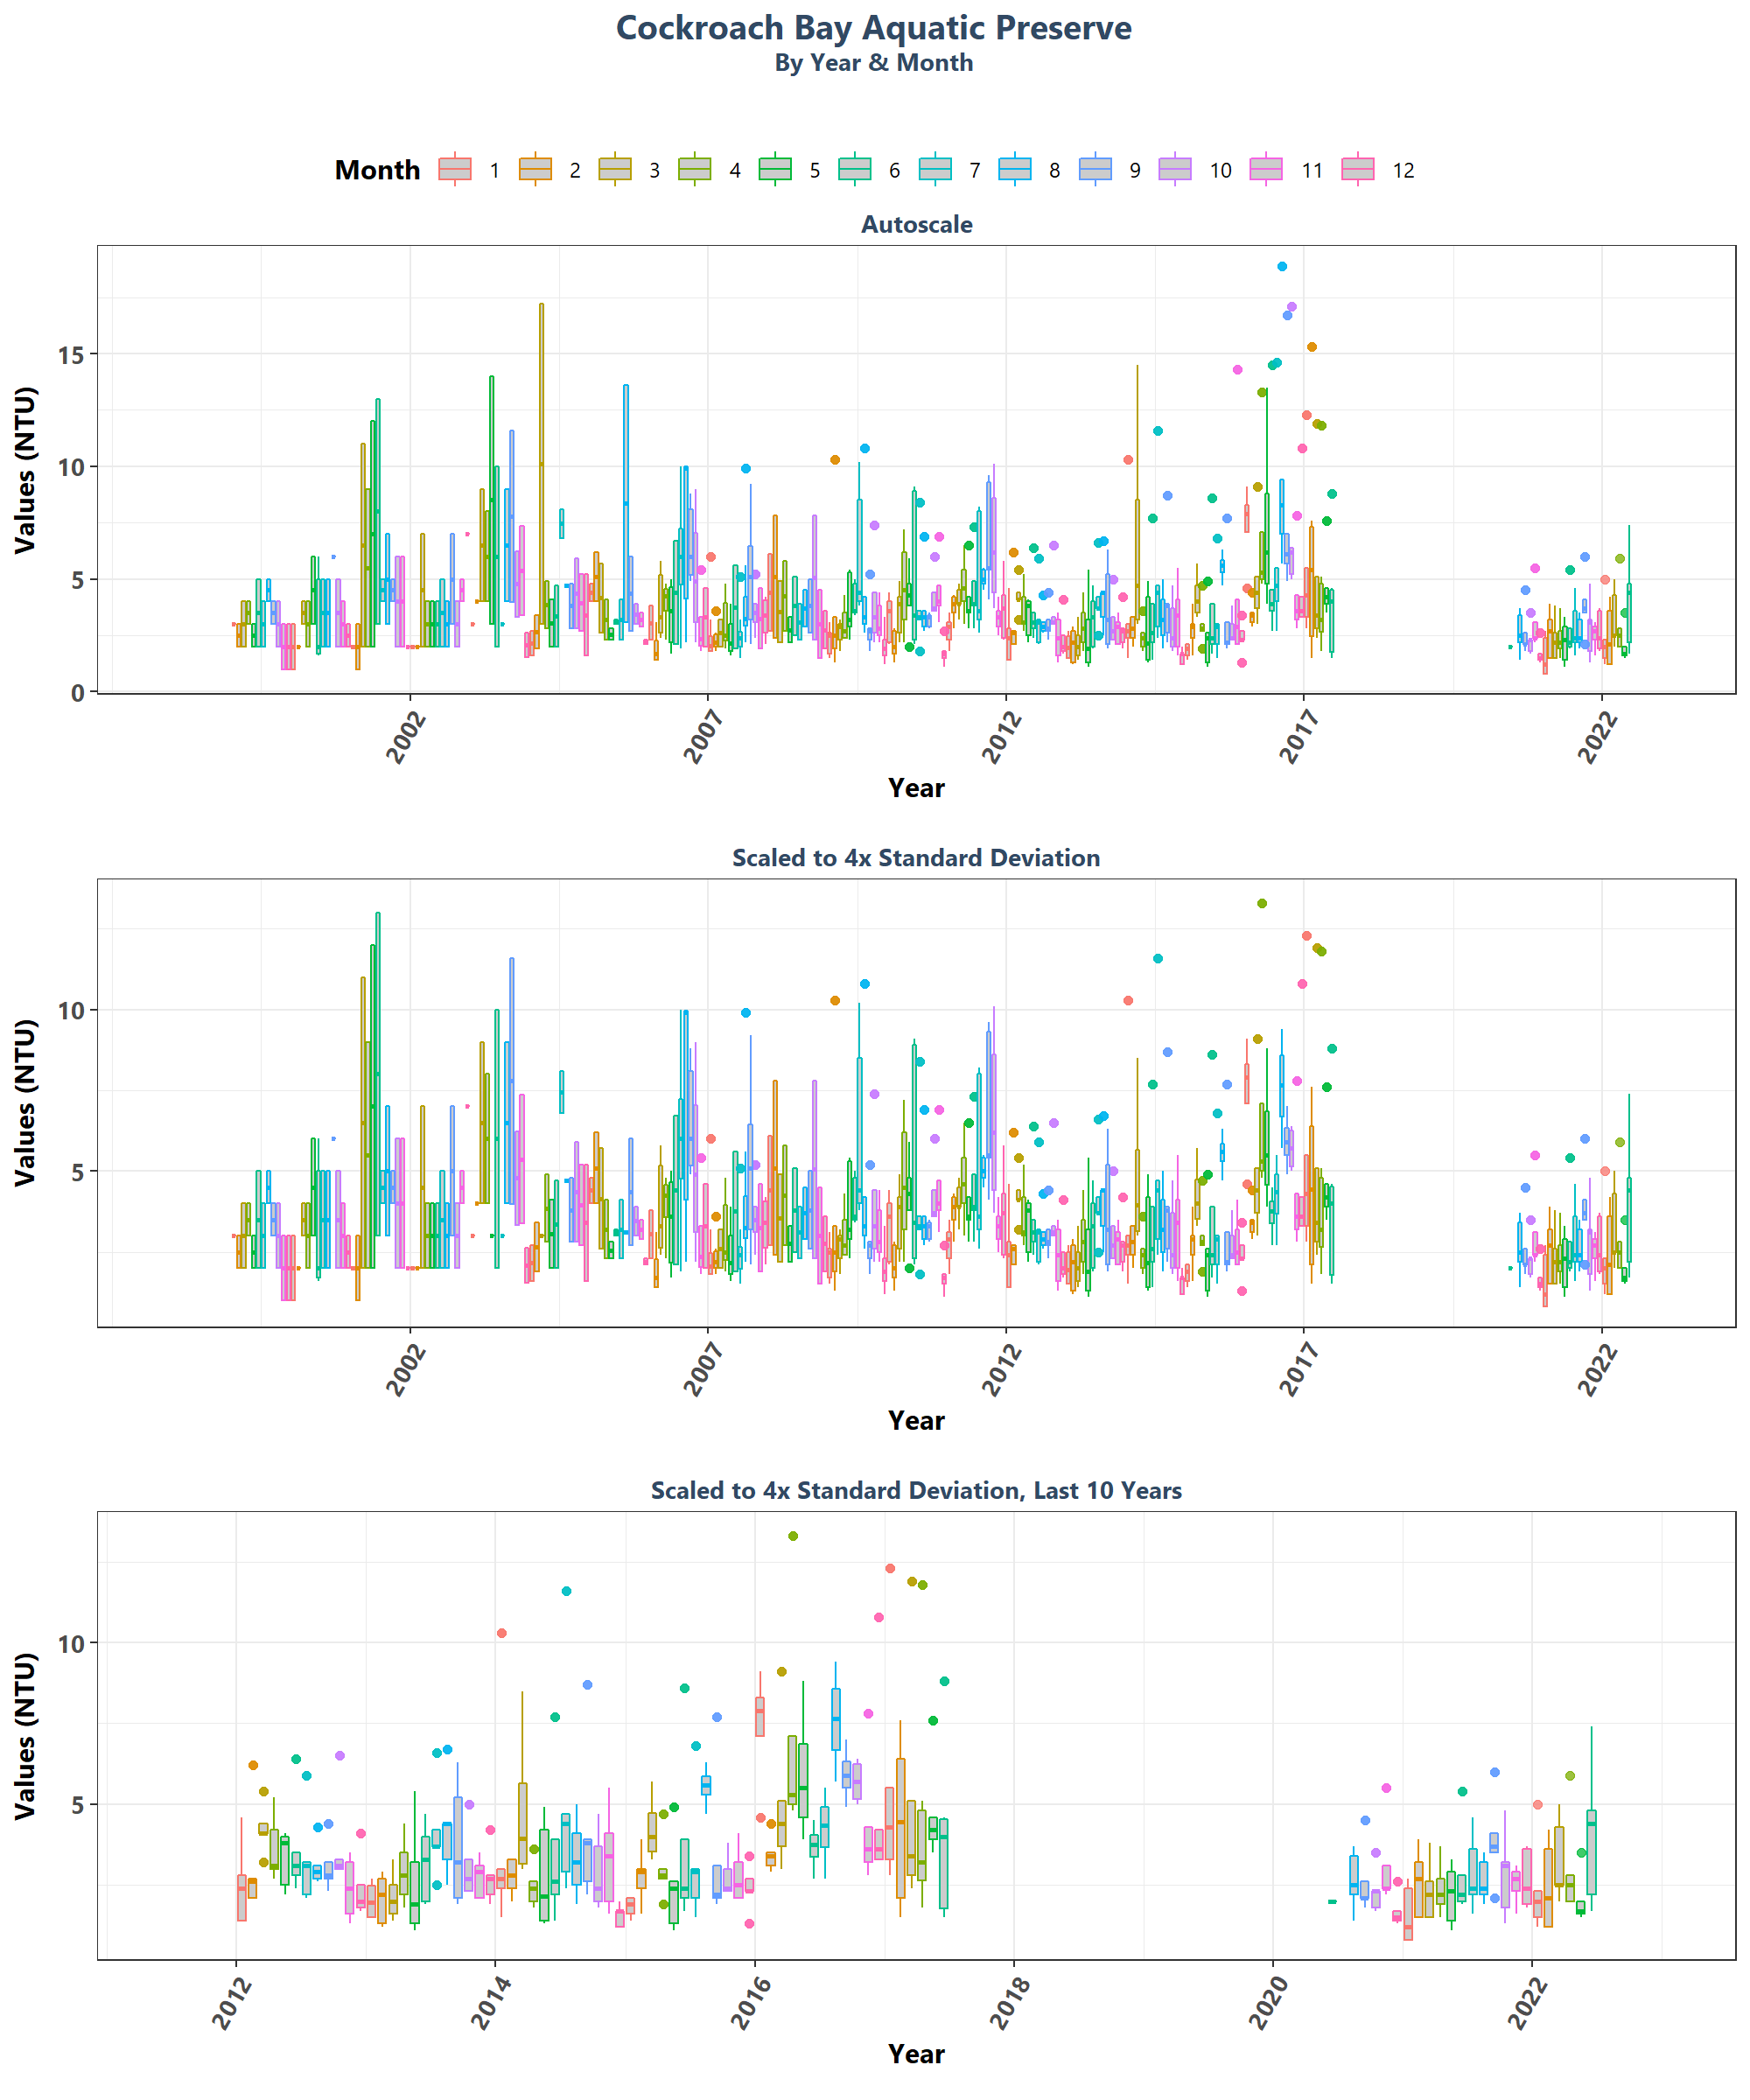 Cockroach Bay Aquatic Preserve
By Year & Month
Month 1 2 3 4 5 6 7 8 9 10 11 12
Autoscale
Values (NTU)
15
10
5
0
2002 2007 2012 2017 2022
Year
Scaled to 4x Standard Deviation
Values (NTU)
10
5
2002 2007 2012 2017 2022
Year
Scaled to 4x Standard Deviation, Last 10 Years
Values (NTU)
10
5
2012 2014 2016 2018 2020 2022
Year